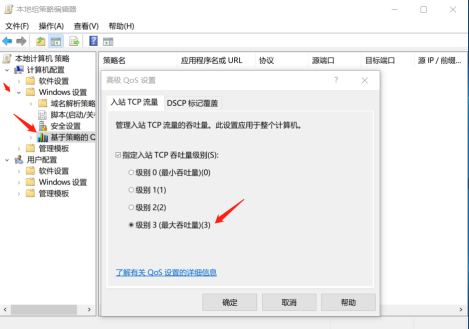 本地组策略编辑器
文件(F) 操作(A) 查看(V) 帮助(H)
本地计算机 策略
计算机配置
软件设置
Windows 设置
域名解析策略
脚本(启动/关
安全设置
基于策略的 Q
管理模板
用户配置
软件设置
Windows 设置
管理模板
策略名 应用程序名或 URL 协议 源端口 目标端口 源 IP / 前缀...
高级 QoS 设置
入站 TCP 流量 DSCP 标记覆盖
管理入站 TCP 流量的吞吐量。此设置应用于整个计算机。
指定入站 TCP 吞吐量级别(S):
级别 0 (最小吞吐量)(0)
级别 1(1)
级别 2(2)
级别 3 (最大吞吐量)(3)
了解有关 QoS 设置的详细信息
确定 取消 帮助